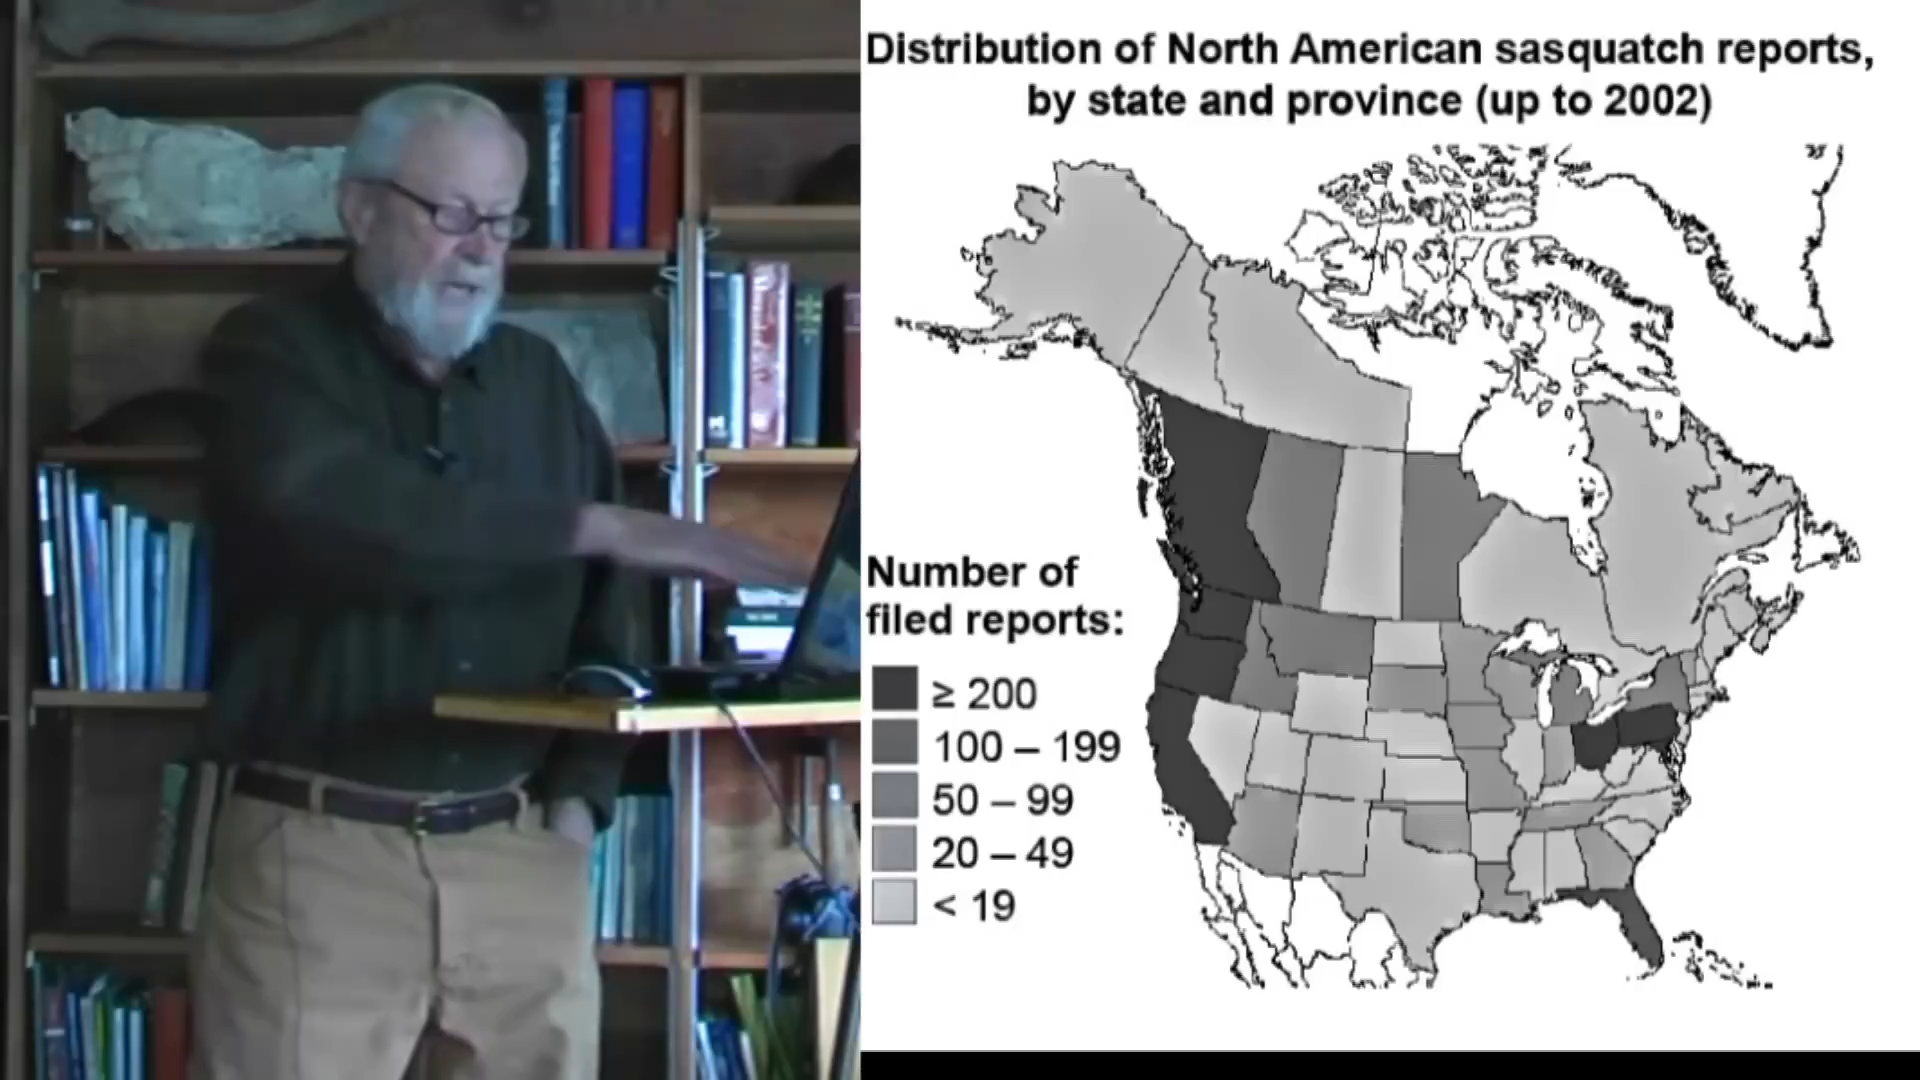 Distribution of North American sasquatch reports,
by state and province (up to 2002)
Number of
filed reports:
≥ 200
100 – 199
50 – 99
20 – 49
< 19